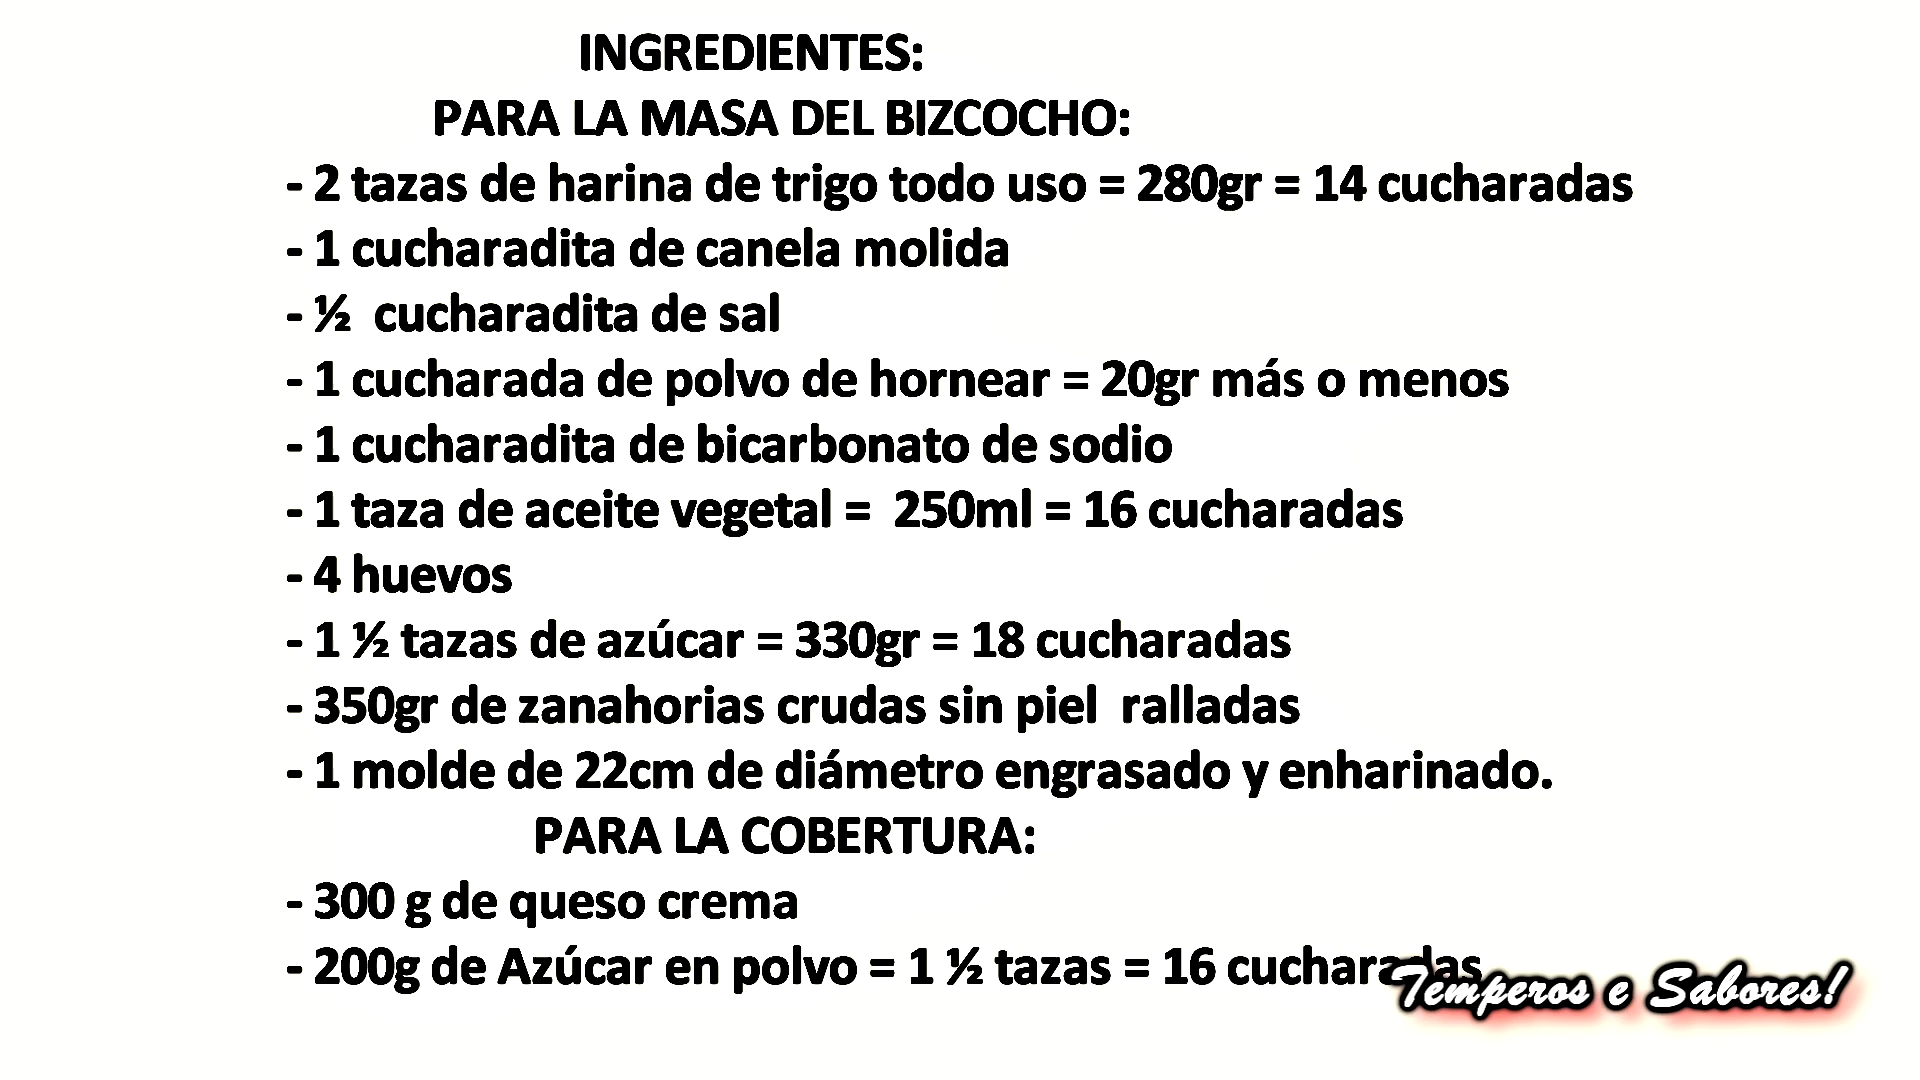 INGREDIENTES:
PARA LA MASA DEL BIZCOCHO:
- 2 tazas de harina de trigo todo uso = 280gr = 14 cucharadas
- 1 cucharadita de canela molida
- ½ cucharadita de sal
- 1 cucharada de polvo de hornear = 20gr más o menos
- 1 cucharadita de bicarbonato de sodio
- 1 taza de aceite vegetal = 250ml = 16 cucharadas
- 4 huevos
- 1 ½ tazas de azúcar = 330gr = 18 cucharadas
- 350gr de zanahorias crudas sin piel ralladas
- 1 molde de 22cm de diámetro engrasado y enharinado.
PARA LA COBERTURA:
- 300 g de queso crema
- 200g de Azúcar en polvo = 1 ½ tazas = 16 cucharadas
Temperos e Sabores!